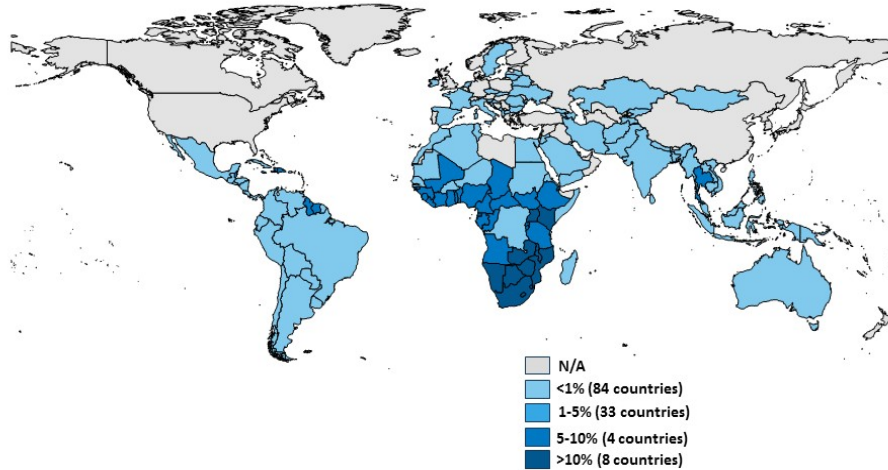 N/A
<1% (84 countries)
1-5% (33 countries)
5-10% (4 countries)
>10% (8 countries)